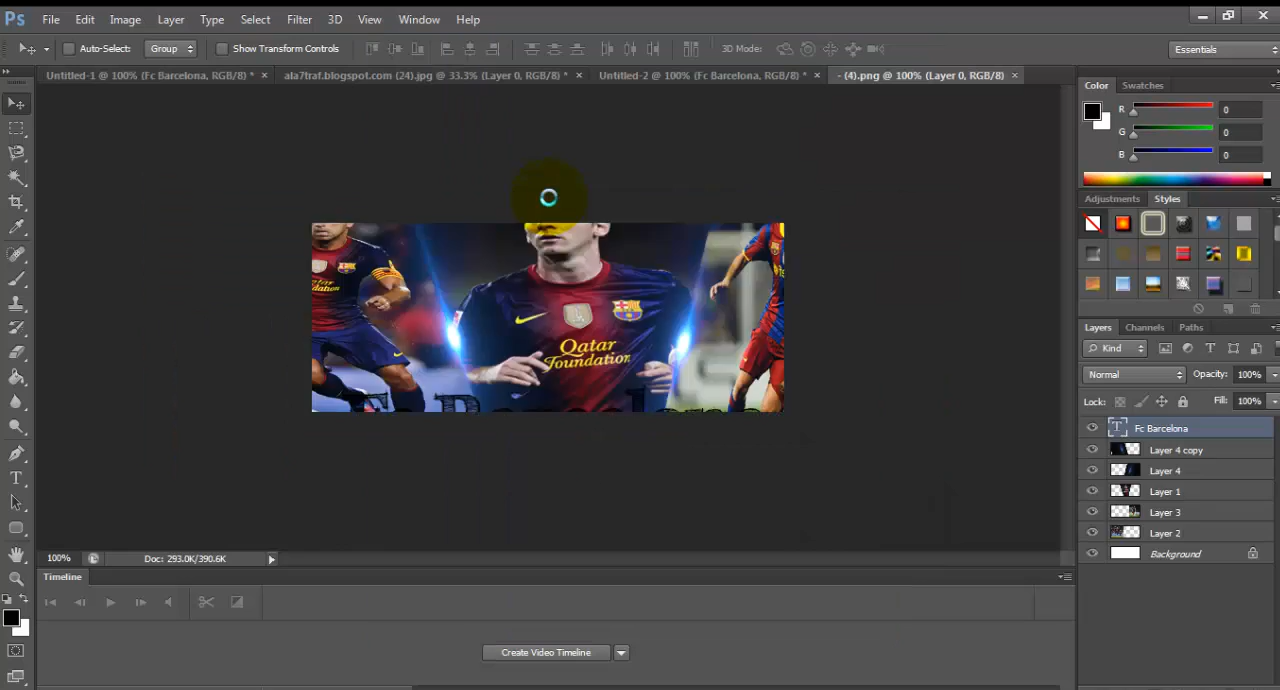 Ps File Edit Image Layer Type Select Filter 3D View Window Help
Auto-Select: Group Show Transform Controls 3D Mode: Essentials
Untitled-1 @ 100% (Fc Barcelona, RGB/8) * × ala7traf.blogspot.com (24).jpg @ 33.3% (Layer 0, RGB/8) * × Untitled-2 @ 100% (Fc Barcelona, RGB/8) * × - (4).png @ 100% (Layer 0, RGB/8) ×
Color Swatches
R 0
G 0
B 0
Adjustments Styles
Qatar
Foundation
Layers Channels Paths
Kind
Normal Opacity: 100%
Lock: Fill: 100%
Fc Barcelona
Layer 4 copy
Layer 4
Layer 1
Layer 3
Layer 2
Background
100% Doc: 293.0K/390.6K
Timeline
Create Video Timeline